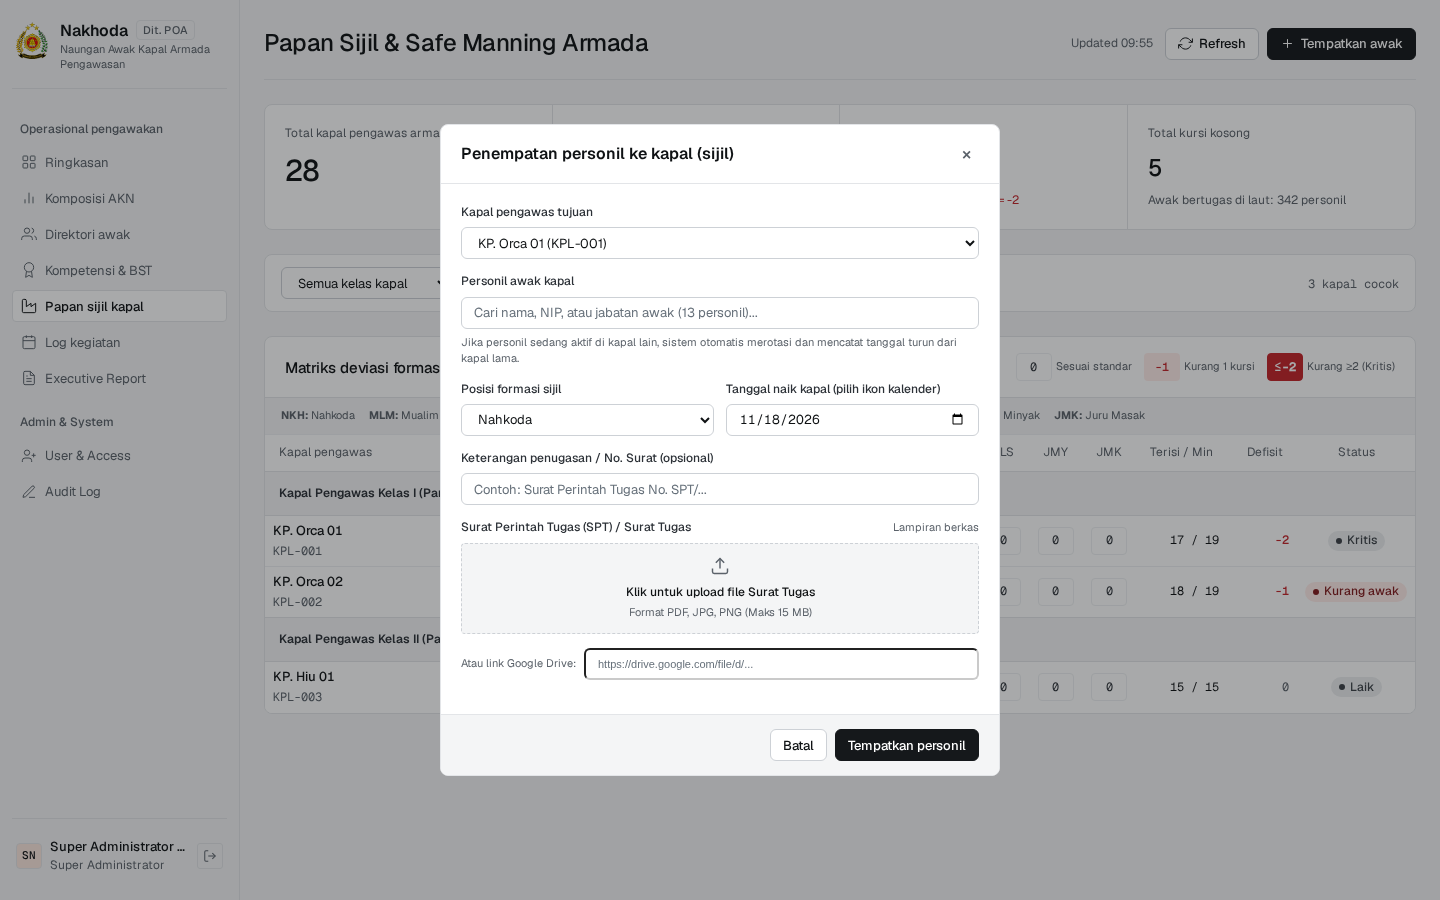 Nakhoda
Dit. POA
Naungan Awak Kapal Armada
Pengawasan
Operasional pengawakan
Ringkasan
Komposisi AKN
Direktori awak
Kompetensi & BST
Papan sijil kapal
Log kegiatan
Executive Report
Admin & System
User & Access
Audit Log
SN
Super Administrator ...
Super Administrator
Papan Sijil & Safe Manning Armada
Updated 09:55
Refresh
Tempatkan awak
Total kapal pengawas arma
28
-2
Total kursi kosong
5
Awak bertugas di laut: 342 personil
Semua kelas kapal
3 kapal cocok
Matriks deviasi formas
0 Sesuai standar
-1 Kurang 1 kursi
≤-2 Kurang ≥2 (Kritis)
NKH: Nahkoda MLM: Mualim
Minyak JMK: Juru Masak
Kapal pengawas
LS JMY JMK Terisi / Min Defisit Status
Kapal Pengawas Kelas I (Pa
KP. Orca 01
KPL-001
0 0 0 17 / 19 -2 Kritis
KP. Orca 02
KPL-002
0 0 0 18 / 19 -1 Kurang awak
Kapal Pengawas Kelas II (Pa
KP. Hiu 01
KPL-003
0 0 0 15 / 15 0 Laik
Penempatan personil ke kapal (sijil)
×
Kapal pengawas tujuan
KP. Orca 01 (KPL-001)
Personil awak kapal
Cari nama, NIP, atau jabatan awak (13 personil)...
Jika personil sedang aktif di kapal lain, sistem otomatis merotasi dan mencatat tanggal turun dari
kapal lama.
Posisi formasi sijil
Nahkoda
Tanggal naik kapal (pilih ikon kalender)
11/18/2026
Keterangan penugasan / No. Surat (opsional)
Contoh: Surat Perintah Tugas No. SPT/...
Surat Perintah Tugas (SPT) / Surat Tugas
Lampiran berkas
Klik untuk upload file Surat Tugas
Format PDF, JPG, PNG (Maks 15 MB)
Atau link Google Drive:
https://drive.google.com/file/d/...
Batal
Tempatkan personil